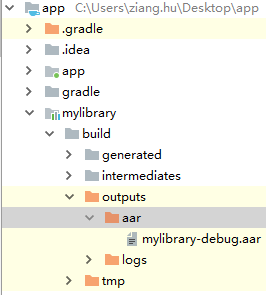 app C:\Users\ziang.hu\Desktop\app
.gradle
.idea
app
gradle
mylibrary
build
generated
intermediates
outputs
aar
mylibrary-debug.aar
logs
tmp